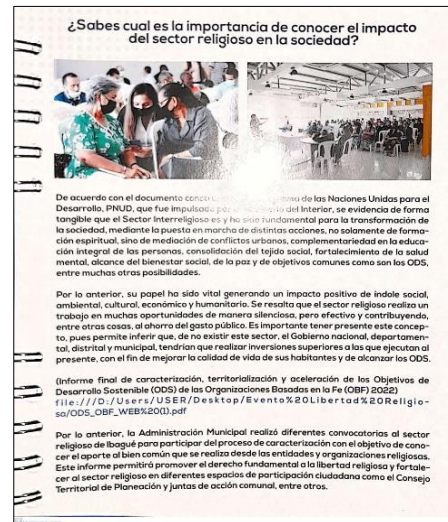 ¿Sabes cual es la importancia de conocer el impacto
del sector religioso en la sociedad?
De acuerdo con el documento de las Naciones Unidas para el
Desarrollo, PNUD, que fue impulsado del Interior, se evidencia de forma
tangible que el Sector Interreligioso es y ha sido fundamental para la transformación de
la sociedad, mediante la puesta en marcha de distintas acciones, no solamente de forma-
ción espiritual, sino de mediación de conflictos urbanos, complementariedad en la educa-
ción integral de las personas, consolidación del tejido social, fortalecimiento de la salud
mental, alcance del bienestar social, de la paz y de objetivos comunes como son los ODS,
entre muchas otras posibilidades.
Por lo anterior, su papel ha sido vital generando un impacto positivo de índole social,
ambiental, cultural, económico y humanitario. Se resalta que el sector religioso realiza un
trabajo en muchas oportunidades de manera silenciosa, pero efectivo y contribuyendo,
entre otras cosas, al ahorro del gasto público. Es importante tener presente este concep-
to, pues permite inferir que, de no existir este sector, el Gobierno nacional, departamen-
tal, distrital y municipal, tendrían que realizar inversiones superiores a las que ejecutan al
presente, con el fin de mejorar la calidad de vida de sus habitantes y de alcanzar los ODS.
(Informe final de caracterización, territorialización y aceleración de los Objetivos de
Desarrollo Sostenible (ODS) de las Organizaciones Basadas en la Fe (OBF) 2022)
file:///D:/Users/USER/Desktop/Evento%20Libertad%20Religio-
sa/ODS_OBF_WEB%20(1).pdf
Por lo anterior, la Administración Municipal realizó diferentes convocatorias al sector
religioso de Ibagué para participar del proceso de caracterización con el objetivo de cono-
cer el aporte al bien común que se realiza desde las entidades y organizaciones religiosas.
Este informe permitirá promover el derecho fundamental a la libertad religiosa y fortale-
cer al sector religioso en diferentes espacios de participación ciudadana como el Consejo
Territorial de Planeación y juntas de acción comunal, entre otros.